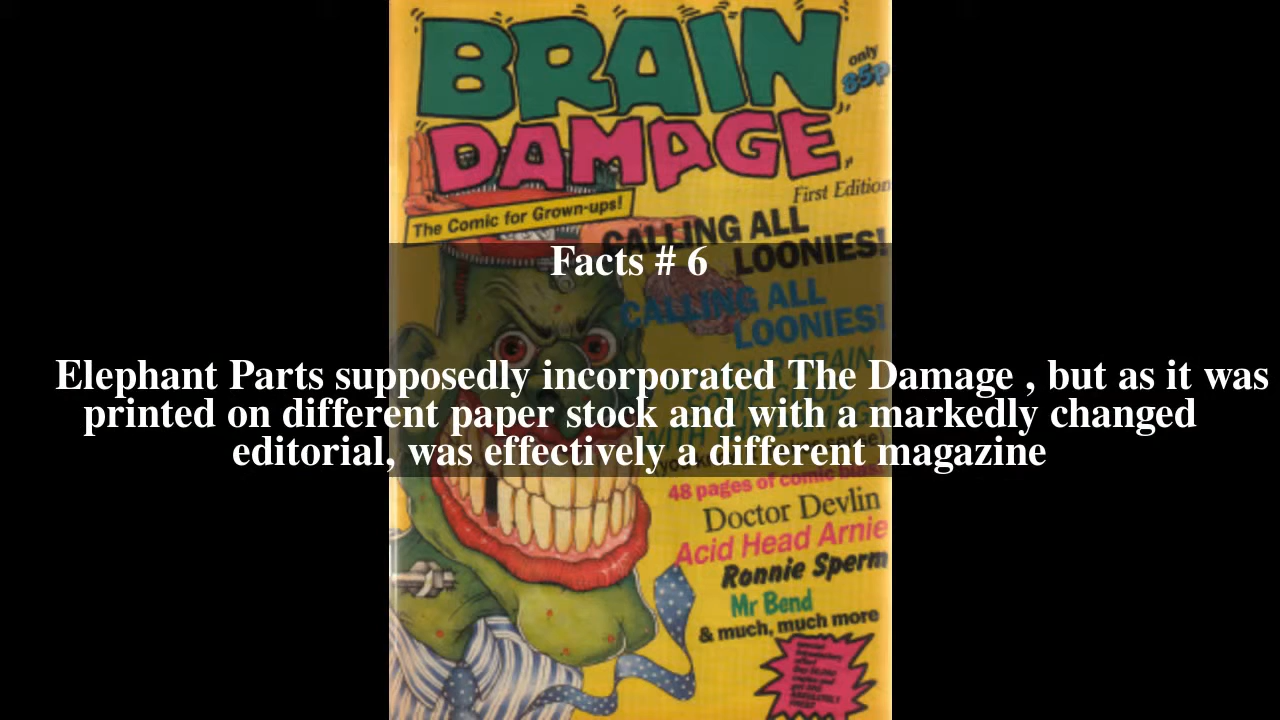 BRAIN
only
35p
DAMAGE
First Edition
The Comic for Grown-ups!
CALLING ALL
LOONIES!
Facts # 6
CALLING ALL
LOONIES!
Elephant Parts supposedly incorporated The Damage , but as it was
printed on different paper stock and with a markedly changed
editorial, was effectively a different magazine
48 pages of comic
Doctor Devlin
Acid Head Arnie
Ronnie Sperm
Mr Bend
& much, much more